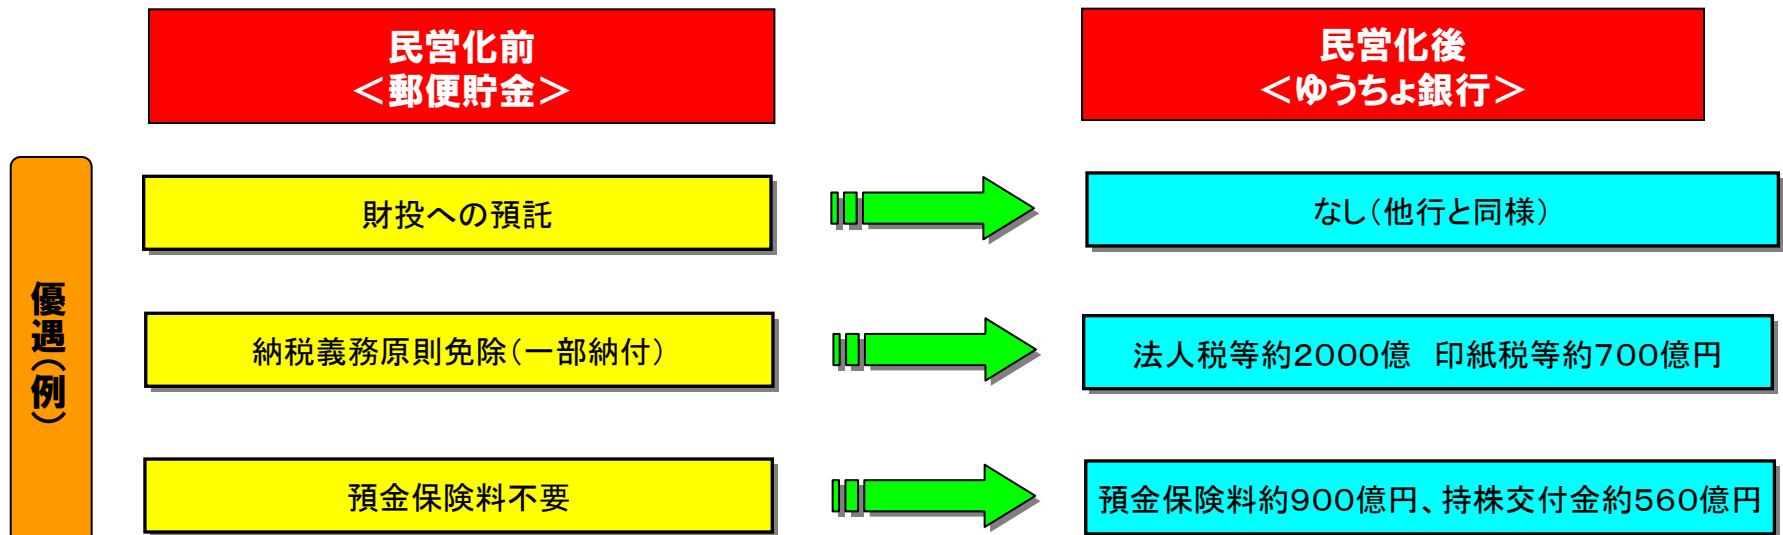 民営化前
＜郵便貯金＞
民営化後
＜ゆうちょ銀行＞
優遇（例）
財投への預託
なし（他行と同様）
納税義務原則免除（一部納付）
法人税等約2000億　印紙税等約700億円
預金保険料不要
預金保険料約900億円、持株交付金約560億円